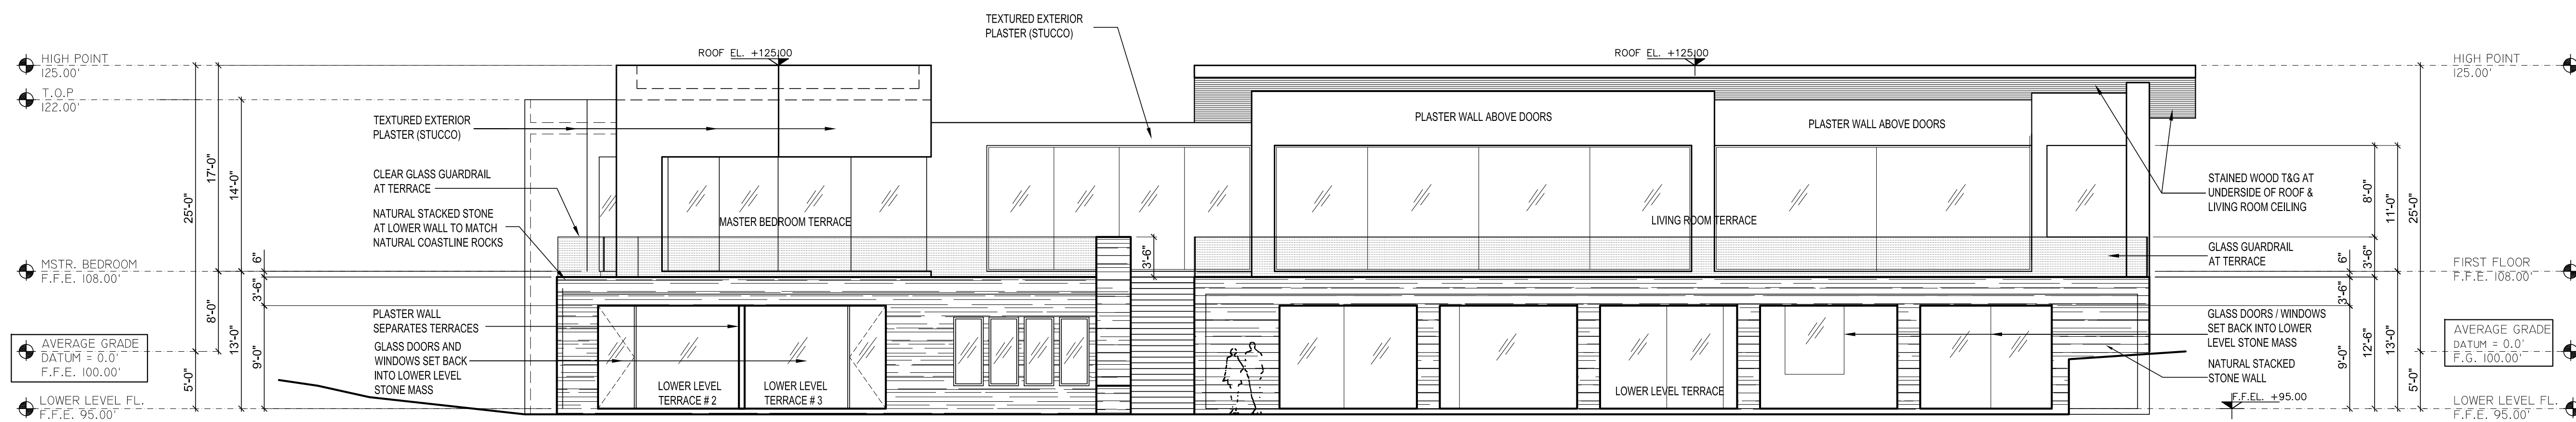 TEXTURED EXTERIOR
PLASTER (STUCCO)
ROOF EL. +125.00
ROOF EL. +125.00
HIGH POINT
125.00'
T.O.P
122.00'
MSTR. BEDROOM
F.F.E. 108.00'
AVERAGE GRADE
DATUM = 0.0'
F.F.E. 100.00'
LOWER LEVEL FL.
F.F.E. 95.00'
25'-0"
5'-0"
17'-0"
8'-0"
14'-0"
13'-0"
6"
3'-6"
9'-0"
TEXTURED EXTERIOR
PLASTER (STUCCO)
CLEAR GLASS GUARDRAIL
AT TERRACE
NATURAL STACKED STONE
AT LOWER WALL TO MATCH
NATURAL COASTLINE ROCKS
PLASTER WALL
SEPARATES TERRACES
GLASS DOORS AND
WINDOWS SET BACK
INTO LOWER LEVEL
STONE MASS
MASTER BEDROOM TERRACE
LOWER LEVEL
TERRACE # 2
LOWER LEVEL
TERRACE # 3
3'-6"
PLASTER WALL ABOVE DOORS
PLASTER WALL ABOVE DOORS
LIVING ROOM TERRACE
LOWER LEVEL TERRACE
STAINED WOOD T&G AT
UNDERSIDE OF ROOF &
LIVING ROOM CEILING
GLASS GUARDRAIL
AT TERRACE
GLASS DOORS / WINDOWS
SET BACK INTO LOWER
LEVEL STONE MASS
NATURAL STACKED
STONE WALL
F.F.EL. +95.00
6"
3'-6"
9'-0"
8'-0"
3'-6"
12'-6"
11'-0"
13'-0"
25'-0"
5'-0"
HIGH POINT
125.00'
FIRST FLOOR
F.F.E. 108.00'
AVERAGE GRADE
DATUM = 0.0'
F.G. 100.00'
LOWER LEVEL FL.
F.F.E. 95.00'